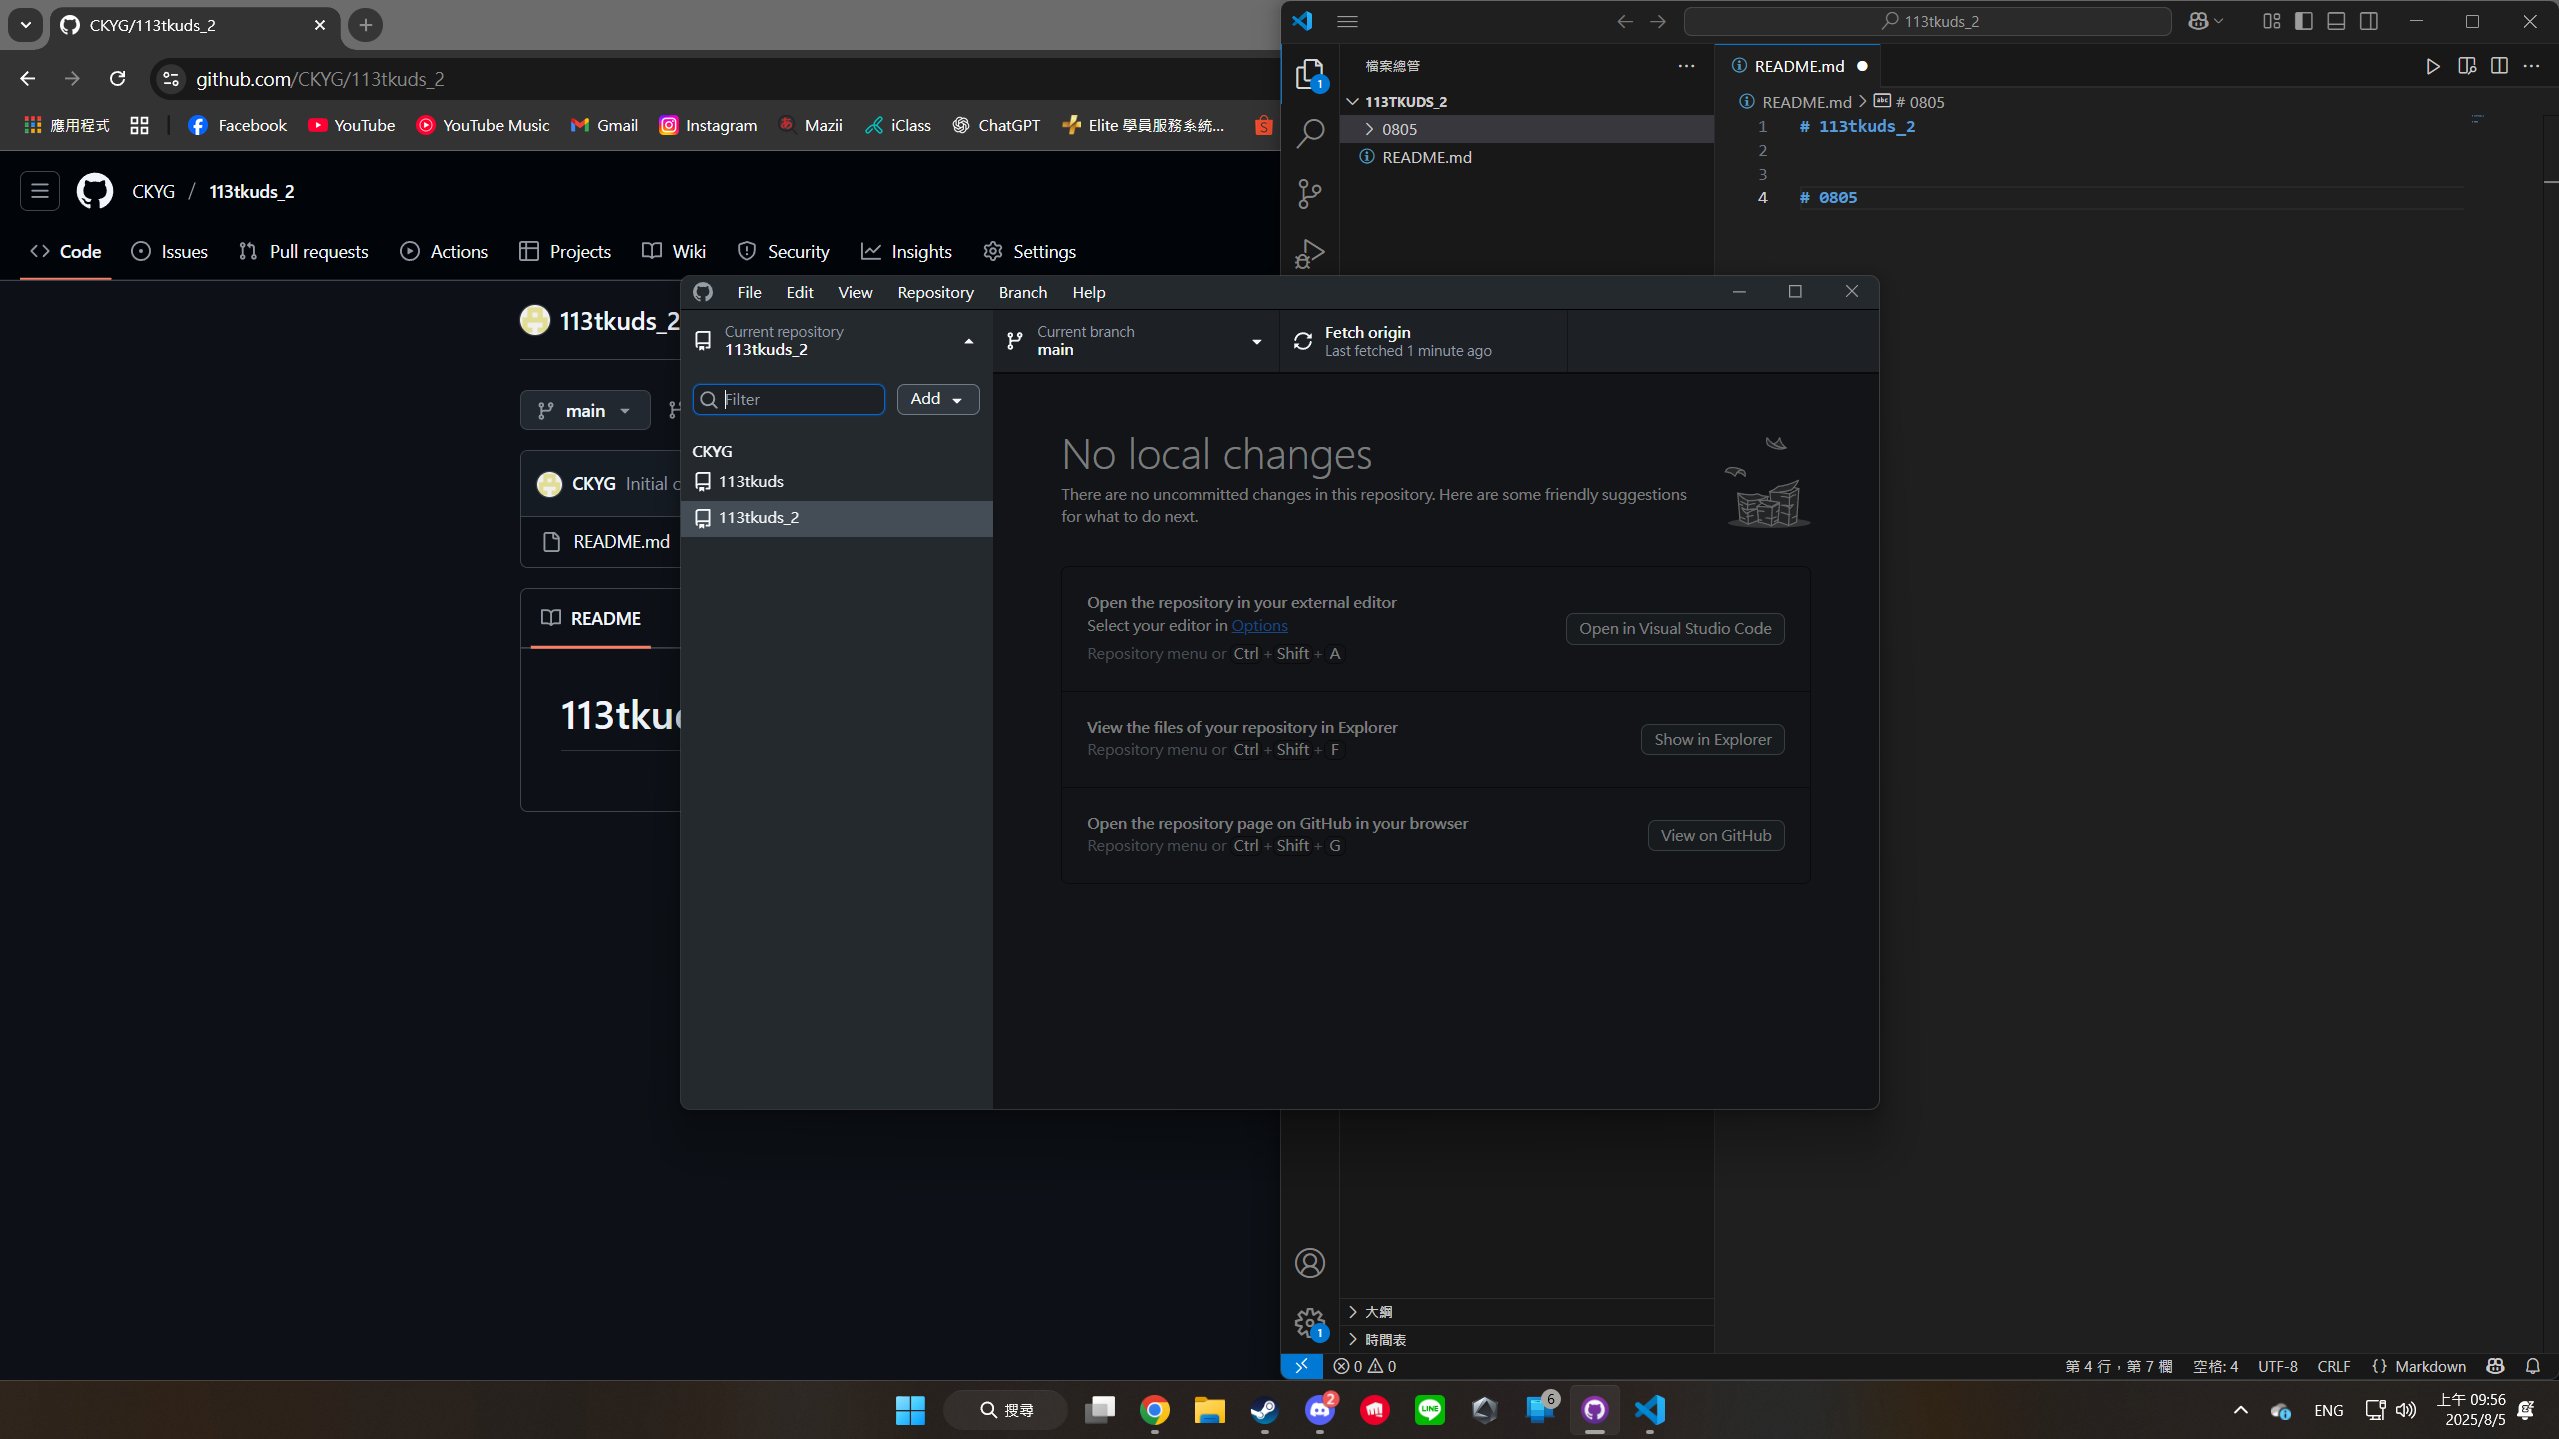 CKYG/113tkuds_2
github.com/CKYG/113tkuds_2
應用程式
Facebook
YouTube
YouTube Music
Gmail
Instagram
Mazii
iClass
ChatGPT
Elite 學員服務系統...
CKYG / 113tkuds_2
Code
Issues
Pull requests
Actions
Projects
Wiki
Security
Insights
Settings
113tkuds_2
main
CKYG Initial
README.md
README
File
Edit
View
Repository
Branch
Help
Current repository
113tkuds_2
Current branch
main
Fetch origin
Last fetched 1 minute ago
Filter
Add
CKYG
113tkuds
113tkuds_2
No local changes
There are no uncommitted changes in this repository. Here are some friendly suggestions
for what to do next.
Open the repository in your external editor
Select your editor in Options
Repository menu or Ctrl + Shift + A
Open in Visual Studio Code
View the files of your repository in Explorer
Repository menu or Ctrl + Shift + F
Show in Explorer
Open the repository page on GitHub in your browser
Repository menu or Ctrl + Shift + G
View on GitHub
113tkuds_2
檔案總管
113TKUDS_2
0805
README.md
README.md
README.md > # 0805
1 # 113tkuds_2
2
3
4 # 0805
大綱
時間表
0 0
第 4 行，第 7 欄
空格: 4
UTF-8
CRLF
{ } Markdown
1
1
搜尋
2
6
ENG
上午 09:56
2025/8/5